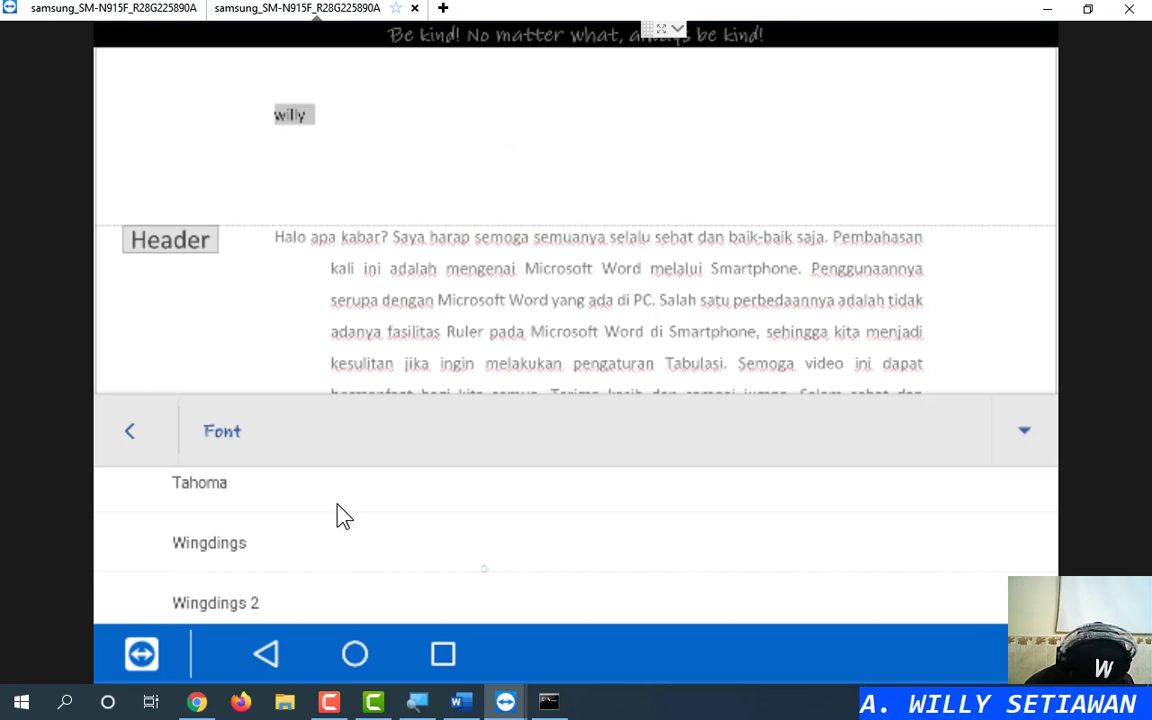 samsung_SM-N915F_R28G225890A
samsung_SM-N915F_R28G225890A
Be kind! No matter what, always be kind!
willy
Header
Halo apa kabar? Saya harap semoga semuanya selalu sehat dan baik-baik saja. Pembahasan
kali ini adalah mengenai Microsoft Word melalui Smartphone. Penggunaannya
serupa dengan Microsoft Word yang ada di PC. Salah satu perbedaannya adalah tidak
adanya fasilitas Ruler pada Microsoft Word di Smartphone, sehingga kita menjadi
kesulitan jika ingin melakukan pengaturan Tabulasi. Semoga video ini dapat
Font
Tahoma
Wingdings
Wingdings 2
W
A. WILLY SETIAWAN